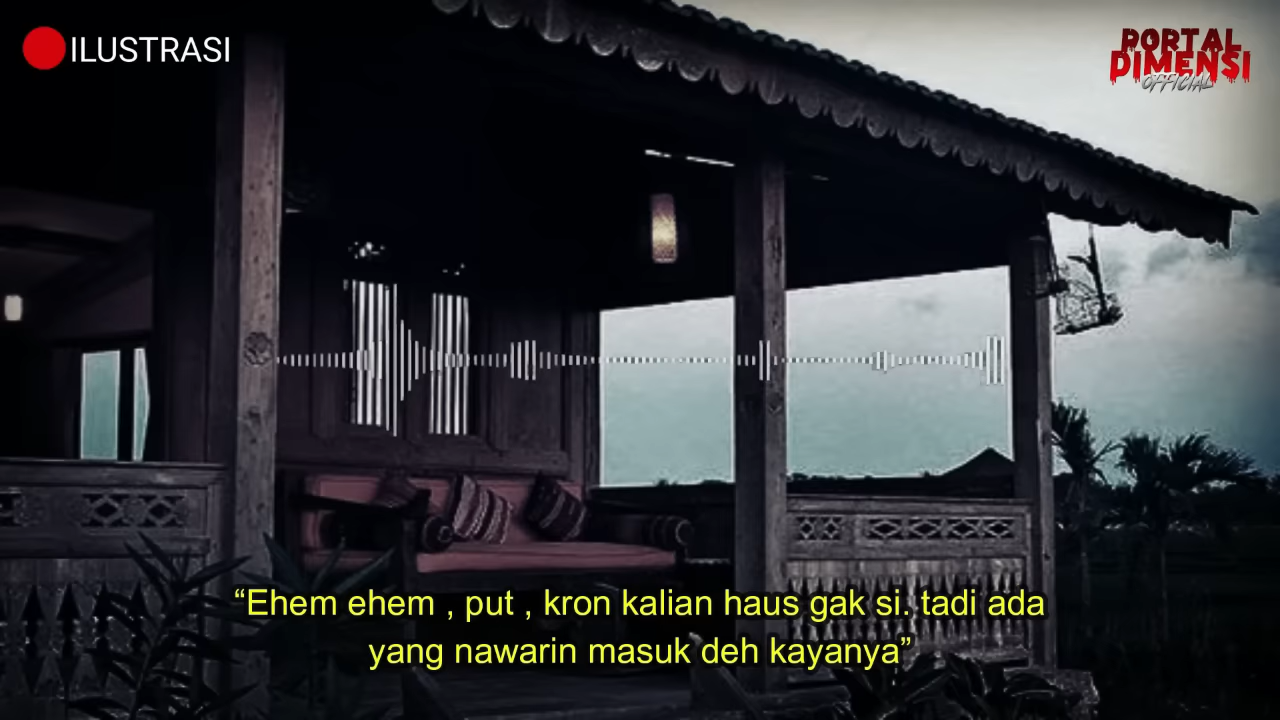 ILUSTRASI
PORTAL
DIMENSI
OFFICIAL
“Ehem ehem , put , kron kalian haus gak si. tadi ada
yang nawarin masuk deh kayanya”